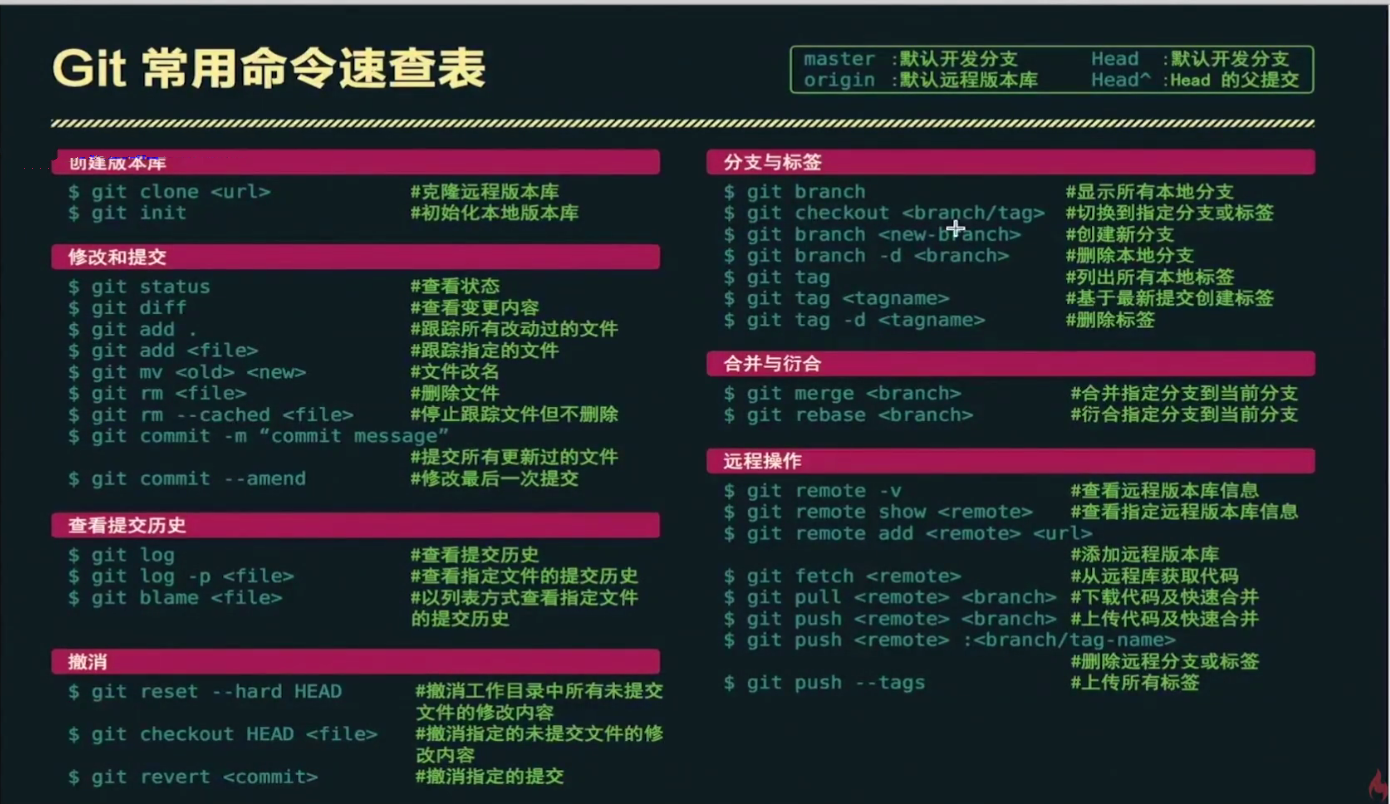 Git 常用命令速查表
master :默认开发分支 Head :默认开发分支
origin :默认远程版本库 Head^ :Head 的父提交
创建版本库
$ git clone <url> #克隆远程版本库
$ git init #初始化本地版本库
修改和提交
$ git status #查看状态
$ git diff #查看变更内容
$ git add . #跟踪所有改动过的文件
$ git add <file> #跟踪指定的文件
$ git mv <old> <new> #文件改名
$ git rm <file> #删除文件
$ git rm --cached <file> #停止跟踪文件但不删除
$ git commit -m “commit message”
#提交所有更新过的文件
$ git commit --amend #修改最后一次提交
查看提交历史
$ git log #查看提交历史
$ git log -p <file> #查看指定文件的提交历史
$ git blame <file> #以列表方式查看指定文件
的提交历史
撤消
$ git reset --hard HEAD #撤消工作目录中所有未提交
文件的修改内容
$ git checkout HEAD <file> #撤消指定的未提交文件的修
改内容
$ git revert <commit> #撤消指定的提交
分支与标签
$ git branch #显示所有本地分支
$ git checkout <branch/tag> #切换到指定分支或标签
$ git branch <new-branch> #创建新分支
$ git branch -d <branch> #删除本地分支
$ git tag #列出所有本地标签
$ git tag <tagname> #基于最新提交创建标签
$ git tag -d <tagname> #删除标签
合并与衍合
$ git merge <branch> #合并指定分支到当前分支
$ git rebase <branch> #衍合指定分支到当前分支
远程操作
$ git remote -v #查看远程版本库信息
$ git remote show <remote> #查看指定远程版本库信息
$ git remote add <remote> <url>
#添加远程版本库
$ git fetch <remote> #从远程库获取代码
$ git pull <remote> <branch> #下载代码及快速合并
$ git push <remote> <branch> #上传代码及快速合并
$ git push <remote> :<branch/tag-name>
#删除远程分支或标签
$ git push --tags #上传所有标签